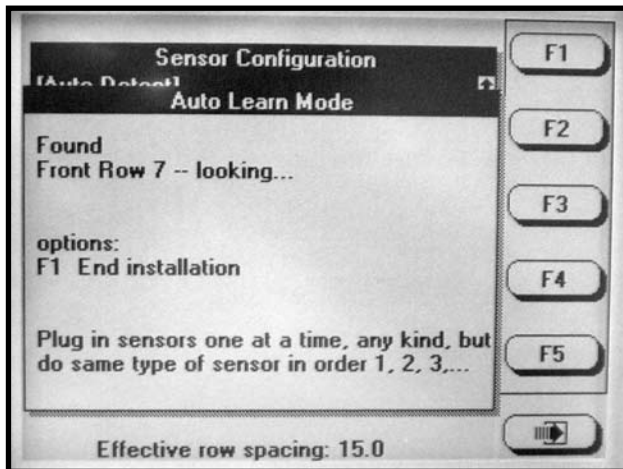 Sensor Configuration
[Auto Detect]
Auto Learn Mode
Found
Front Row 7 -- looking...
options:
F1 End installation
Plug in sensors one at a time, any kind, but
do same type of sensor in order 1, 2, 3,...
Effective row spacing: 15.0
F1
F2
F3
F4
F5